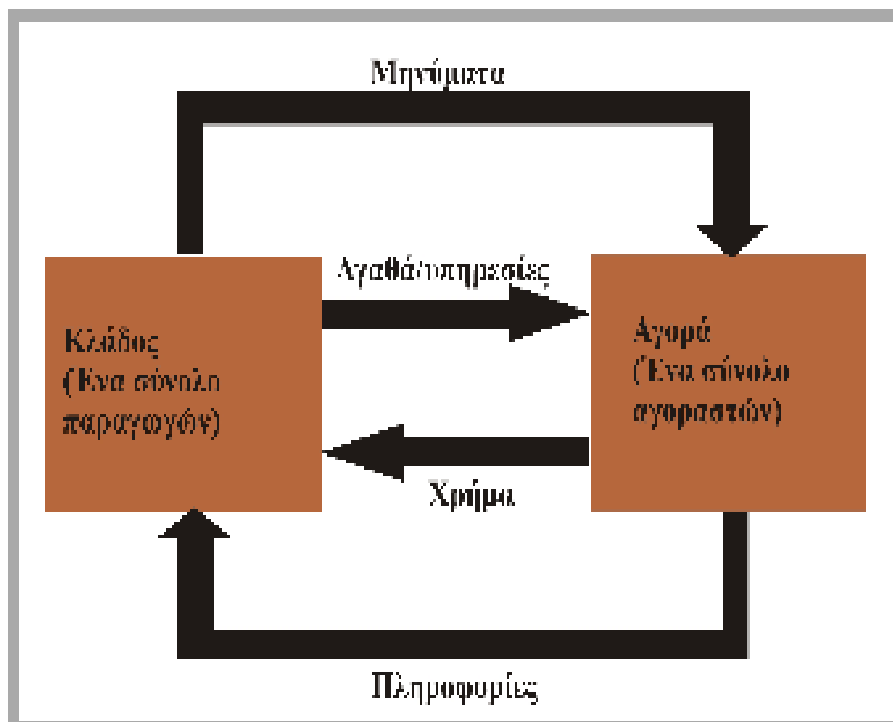 Μηνύματα
Αγαθά/υπηρεσίες
Κλάδος
(Ένα σύνολο
παραγωγών)
Αγορά
(Ένα σύνολο
αγοραστών)
Χρήμα
Πληροφορίες